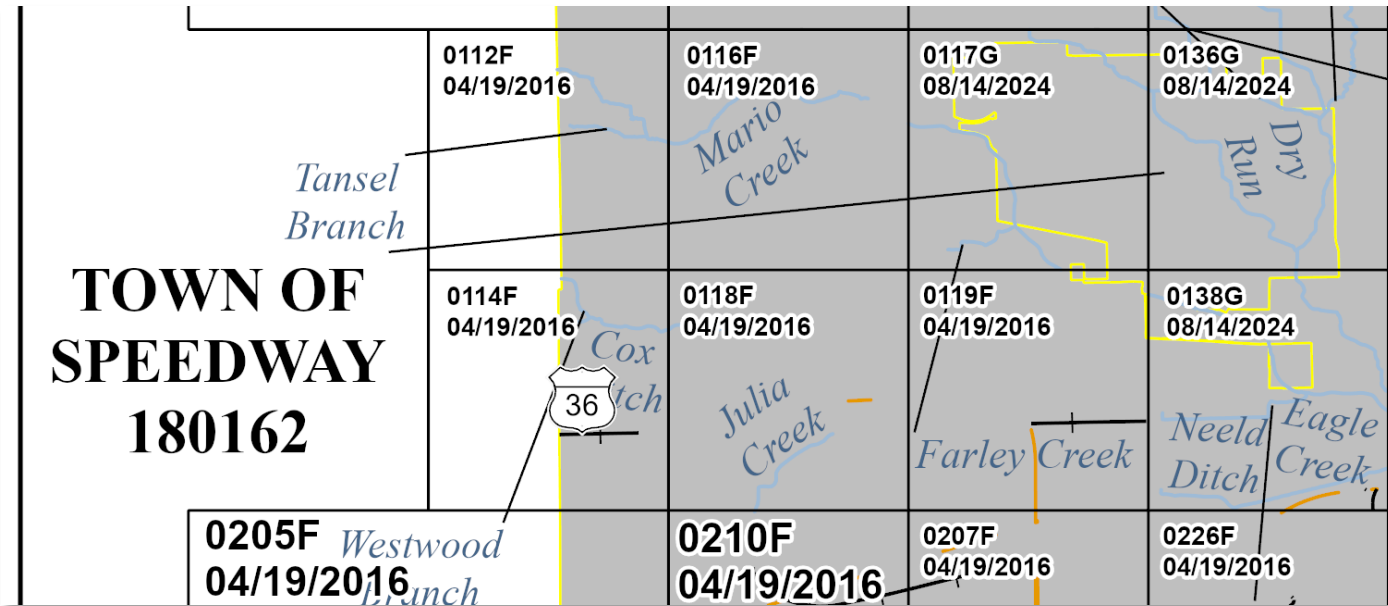 0112F
04/19/2016
0116F
04/19/2016
0117G
08/14/2024
0136G
08/14/2024
Tansel
Branch
Mario
Creek
Dry
Run
TOWN OF
SPEEDWAY
180162
0114F
04/19/2016
0118F
04/19/2016
0119F
04/19/2016
0138G
08/14/2024
Cox
tch
36
Julia
Creek
Farley Creek
Neeld
Ditch
Eagle
Creek
0205F
04/19/2016
Westwood
Branch
0210F
04/19/2016
0207F
04/19/2016
0226F
04/19/2016